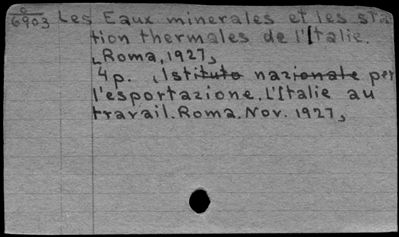 O
6903 Les Eaux minerales et les sta
tion thermales de l'Italie.
Roma, 1927,
4p. (Istituto nazionale per
l'esportazione. L'Italie au
travail. Roma. Nov. 1927,